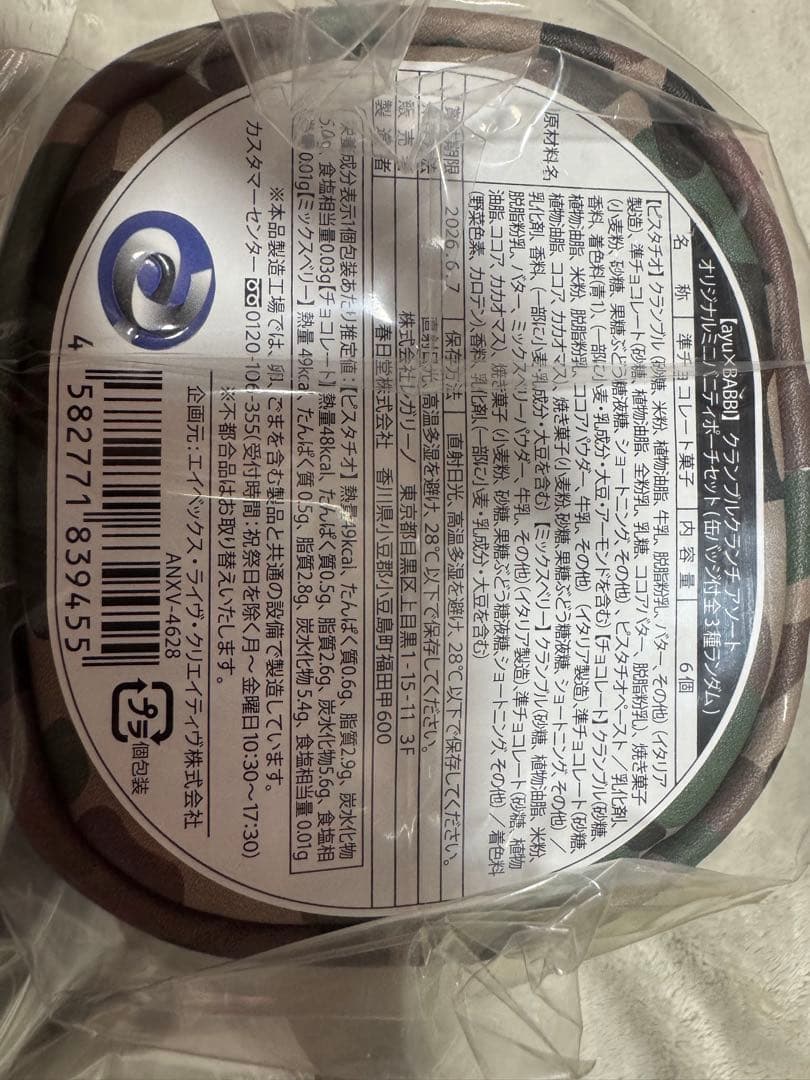 【ayu×BABBI】クランブルクランチ アソート
オリジナルミニバニティポーチセット（缶バッジ付全3種ランダム）
名 称 準チョコレート菓子 内容量 6個
原材料名
【ピスタチオ】クランブル（砂糖、米粉、植物油脂、牛乳、脱脂粉乳、バター、その他）（イタリア
製造）、準チョコレート（砂糖、植物油脂、全粉乳、乳糖、ココアバター、脱脂粉乳）、焼き菓子
（小麦粉、砂糖、果糖ぶどう糖液糖、ショートニング、その他）、ピスタチオペースト／乳化剤、
香料、着色料（青1）、（一部に小麦・乳成分・大豆・アーモンドを含む）【チョコレート】クランブル（砂糖、
植物油脂、米粉、脱脂粉乳、ココアパウダー、牛乳、その他）（イタリア製造）、準チョコレート（砂糖、
植物油脂、ココア、カカオマス）、焼き菓子（小麦粉、砂糖、果糖ぶどう糖液糖、ショートニング、その他）／
乳化剤、香料、（一部に小麦・乳成分・大豆を含む）【ミックスベリー】クランブル（砂糖、植物油脂、米粉、
脱脂粉乳、バター、ミックスベリーパウダー、牛乳、その他）（イタリア製造）、準チョコレート（砂糖、植物
油脂、ココア、カカオマス）、焼き菓子（小麦粉、砂糖、果糖ぶどう糖液糖、ショートニング、その他）／着色料
（野菜色素、カロテン）、香料、乳化剤、（一部に小麦・乳成分・大豆を含む）
期限 2026.6.7 保存方法 直射日光、高温多湿を避け、28℃以下で保存してください。
直射日光、高温多湿を避け、28℃以下で保存してください。
販売 株式会社レガリーノ 東京都目黒区上目黒1-15-11 3F
製 者 春日堂株式会社 香川県小豆郡小豆島町福田甲600
栄養成分表示1個包装あたり推定値：【ピスタチオ】熱量49kcal、たんぱく質0.6g、脂質2.9g、炭水化物
5.0g、食塩相当量0.03g【チョコレート】熱量48kcal、たんぱく質0.5g、脂質2.6g、炭水化物5.6g、食塩相
当量0.01g【ミックスベリー】熱量49kcal、たんぱく質0.5g、脂質2.8g、炭水化物5.4g、食塩相当量0.01g
※本品製造工場では、卵、ごまを含む製品と共通の設備で製造しています。
カスタマーセンター 0120-106-355（受付時間：祝祭日を除く月～金曜日10:30～17:30）
※不都合品はお取り替えいたします。
企画元：エイベックス・ライヴ・クリエイティヴ株式会社
ANXV-4628
4 582771 839455
プラ
個包装